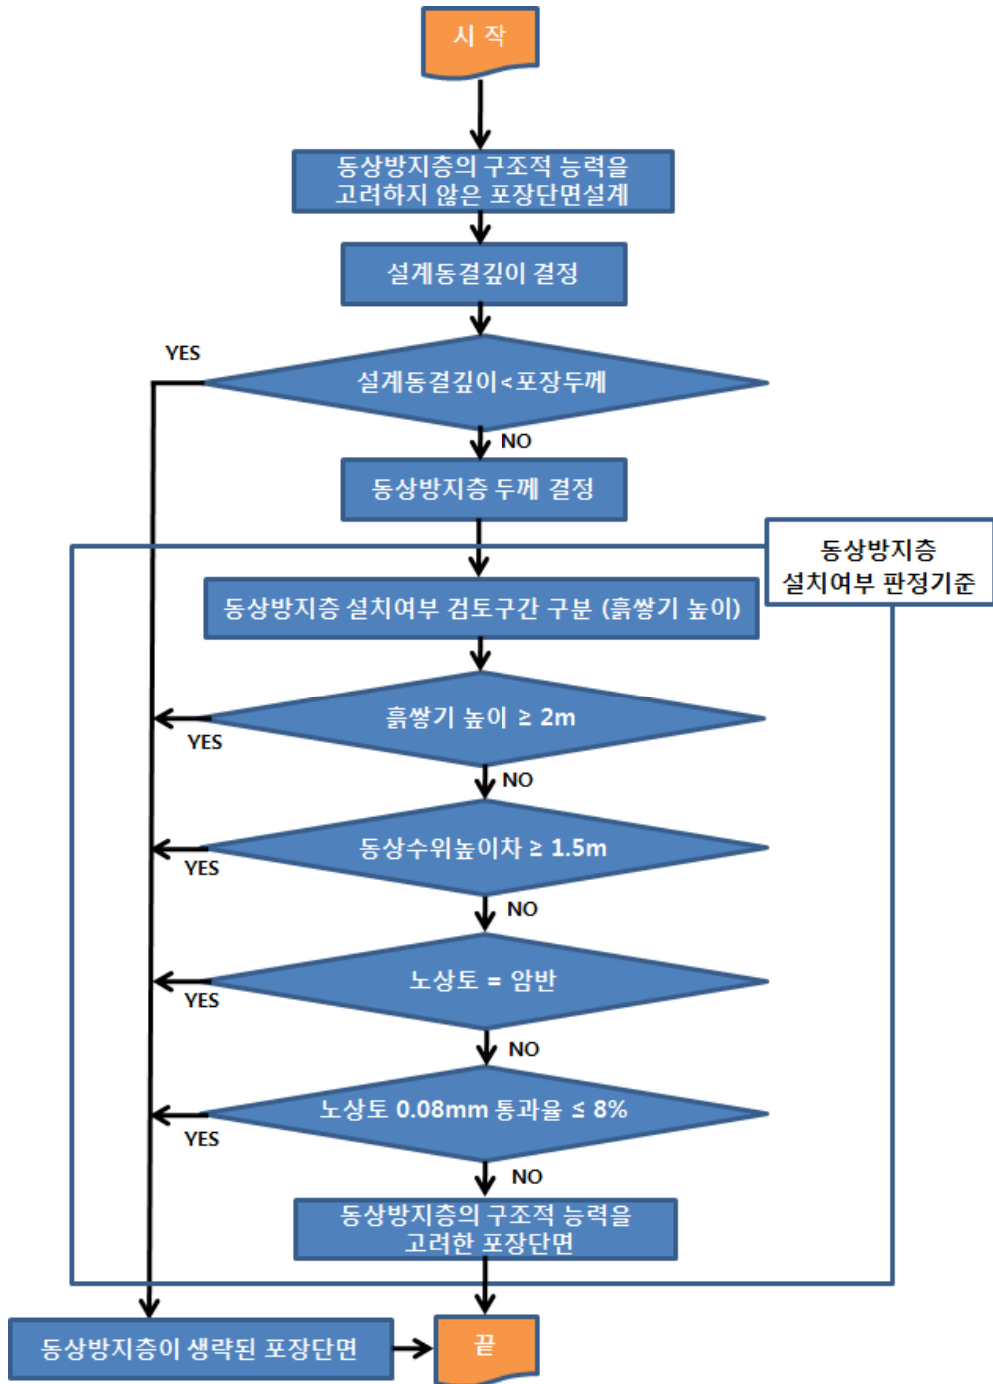 시 작
동상방지층의 구조적 능력을
고려하지 않은 포장단면설계
설계동결깊이 결정
YES
설계동결깊이<포장두께
NO
동상방지층 두께 결정
동상방지층
설치여부 판정기준
동상방지층 설치여부 검토구간 구분 (흙쌓기 높이)
흙쌓기 높이 ≥ 2m
YES
NO
동상수위높이차 ≥ 1.5m
YES
NO
노상토 = 암반
YES
NO
노상토 0.08mm 통과율 ≤ 8%
YES
NO
동상방지층의 구조적 능력을
고려한 포장단면
동상방지층이 생략된 포장단면
끝